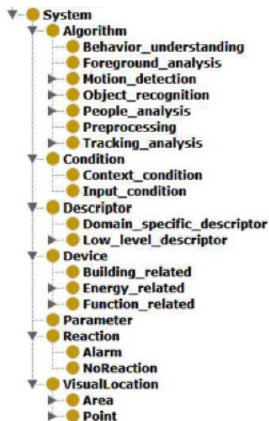 System
Algorithm
Behavior_understanding
Foreground_analysis
Motion_detection
Object_recognition
People_analysis
Preprocessing
Tracking_analysis
Condition
Context_condition
Input_condition
Descriptor
Domain_specific_descriptor
Low_level_descriptor
Device
Building_related
Energy_related
Function_related
Parameter
Reaction
Alarm
NoReaction
VisualLocation
Area
Point